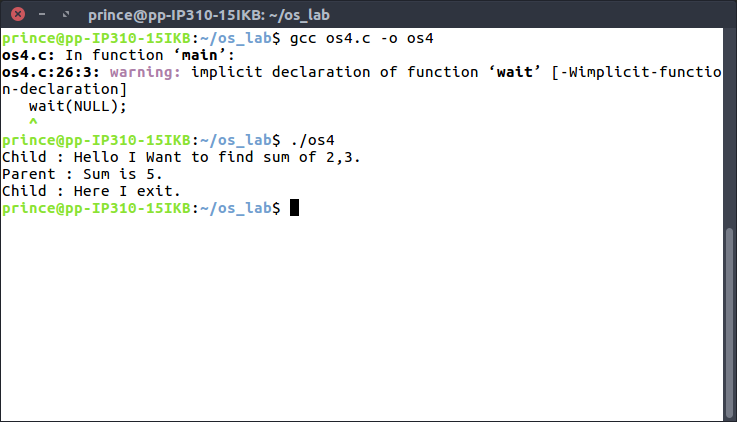 prince@pp-IP310-15IKB: ~/os_lab
prince@pp-IP310-15IKB:~/os_lab$ gcc os4.c -o os4
os4.c: In function ‘main’:
os4.c:26:3: warning: implicit declaration of function ‘wait’ [-Wimplicit-functio
n-declaration]
   wait(NULL);
   ^
prince@pp-IP310-15IKB:~/os_lab$ ./os4
Child : Hello I Want to find sum of 2,3.
Parent : Sum is 5.
Child : Here I exit.
prince@pp-IP310-15IKB:~/os_lab$